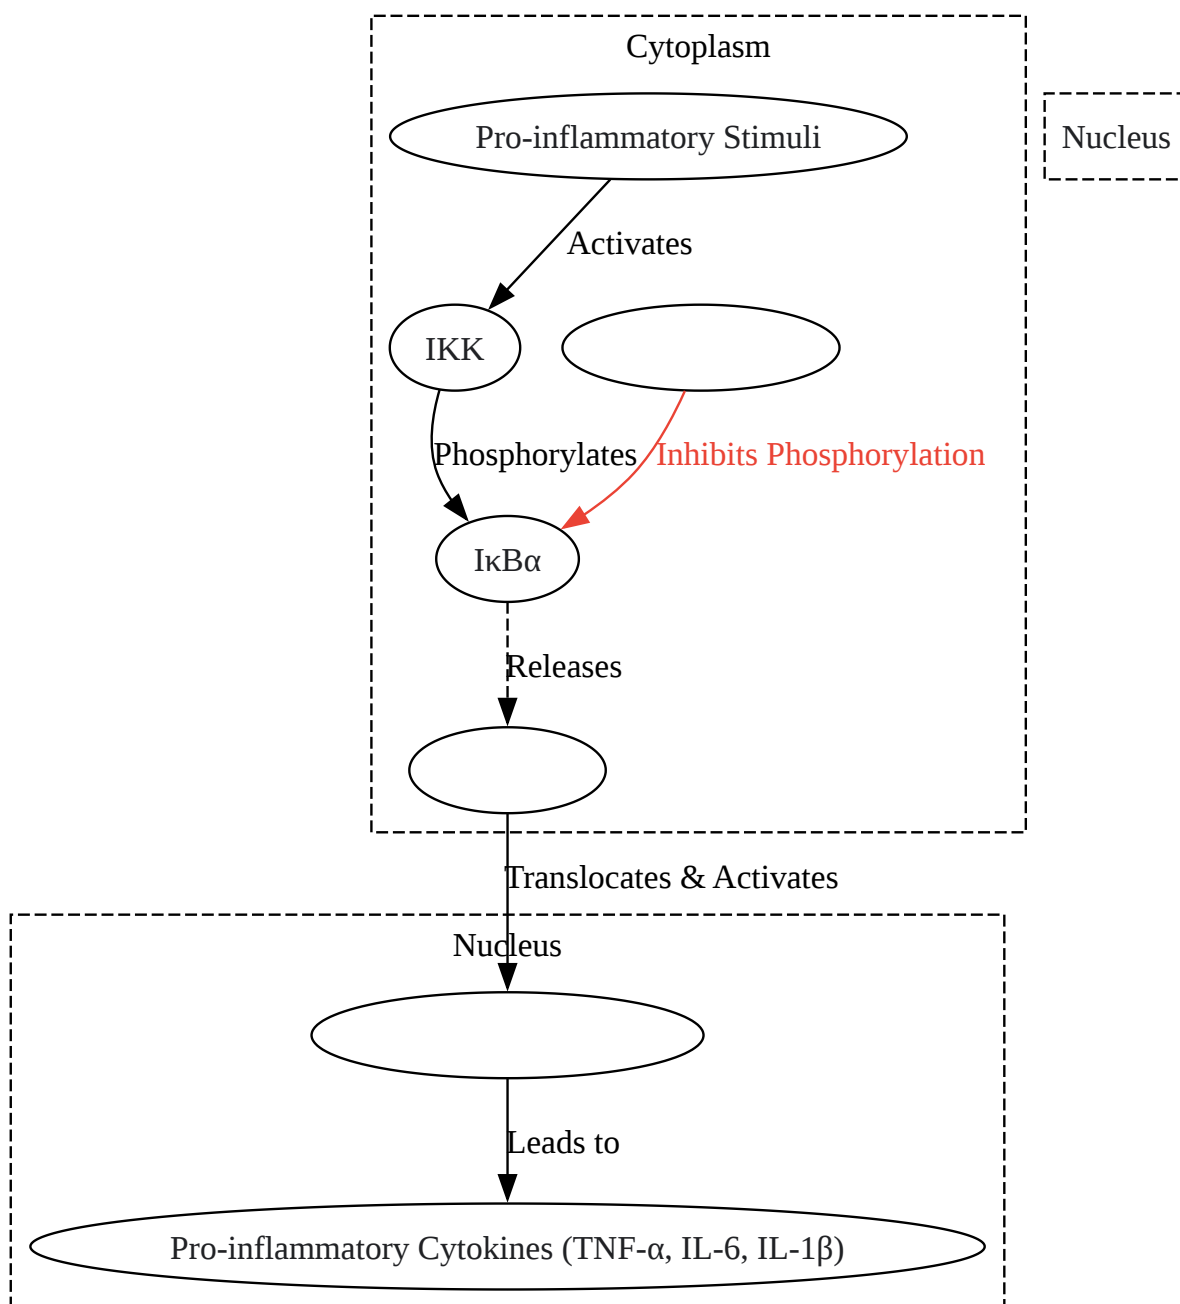 Cytoplasm
Pro-inflammatory Stimuli
Nucleus
Activates
IKK
Phosphorylates
Inhibits Phosphorylation
IκBα
Releases
Translocates & Activates
Nucleus
Leads to
Pro-inflammatory Cytokines (TNF-α, IL-6, IL-1β)